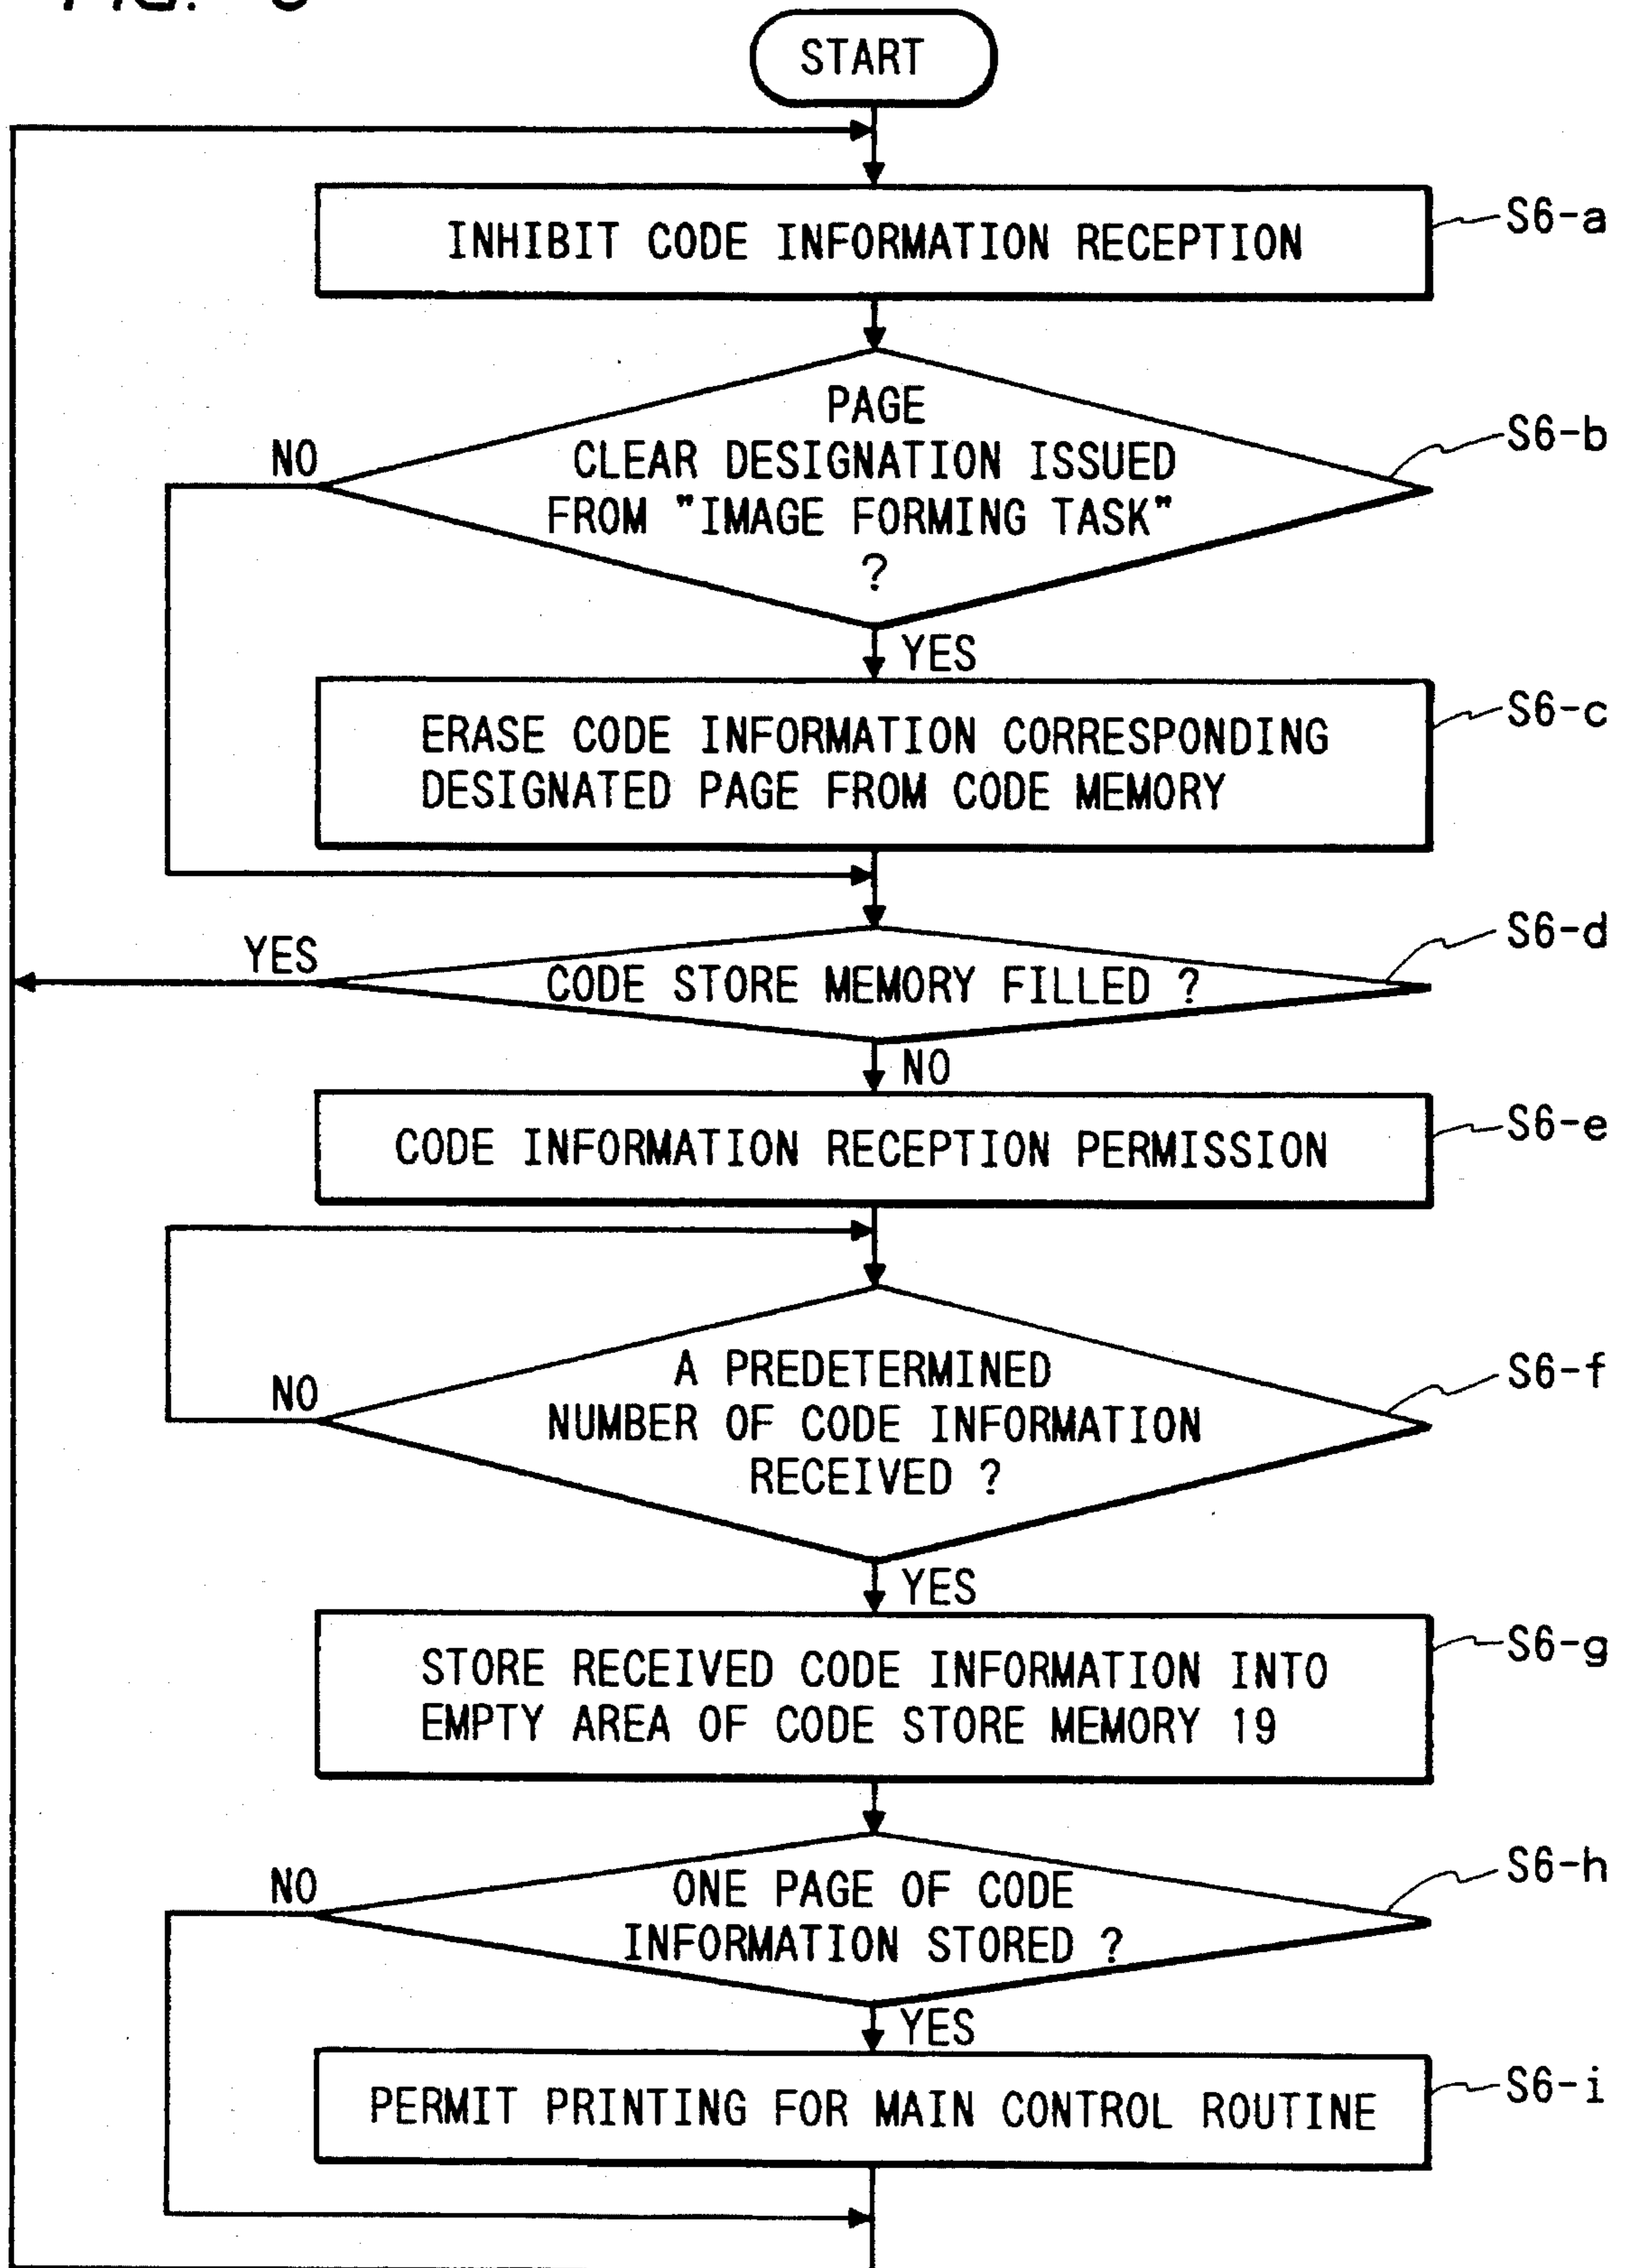 START
INHIBIT CODE INFORMATION RECEPTION
S6-a
PAGE
CLEAR DESIGNATION ISSUED
FROM "IMAGE FORMING TASK"
?
S6-b
NO
YES
ERASE CODE INFORMATION CORRESPONDING
DESIGNATED PAGE FROM CODE MEMORY
S6-c
CODE STORE MEMORY FILLED ?
S6-d
YES
NO
CODE INFORMATION RECEPTION PERMISSION
S6-e
A PREDETERMINED
NUMBER OF CODE INFORMATION
RECEIVED ?
S6-f
NO
YES
STORE RECEIVED CODE INFORMATION INTO
EMPTY AREA OF CODE STORE MEMORY 19
S6-g
ONE PAGE OF CODE
INFORMATION STORED ?
S6-h
NO
YES
PERMIT PRINTING FOR MAIN CONTROL ROUTINE
S6-i